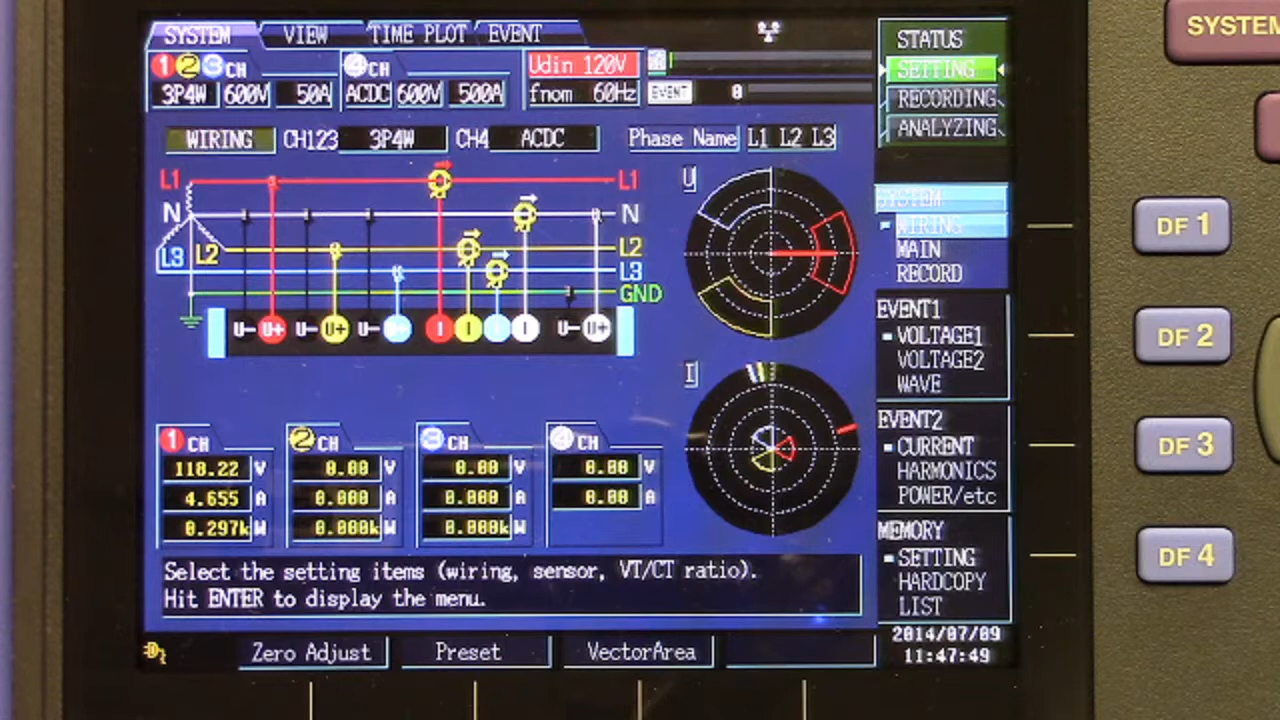 SYSTEM VIEW TIME PLOT EVENT
1 2 3 CH 4 CH Udin 120V
3P4W 600V 50A ACDC 600V 500A fnom 60Hz EVENT 0
WIRING CH123 3P4W CH4 ACDC Phase Name L1 L2 L3
L1 L1
N N
L3 L2 L2
L3
GND
U- U+ U- U+ U- U+ I I I I U- U+
U
I
1 CH 2 CH 3 CH 4 CH
118.22 V 0.00 V 0.00 V 0.00 V
4.655 A 0.000 A 0.000 A 0.00 A
0.297k W 0.000k W 0.000k W
Select the setting items (wiring, sensor, VT/CT ratio).
Hit ENTER to display the menu.
Zero Adjust Preset VectorArea
STATUS
SETTING
RECORDING
ANALYZING
SYSTEM
WIRING
MAIN
RECORD
EVENT1
VOLTAGE1
VOLTAGE2
WAVE
EVENT2
CURRENT
HARMONICS
POWER/etc
MEMORY
SETTING
HARDCOPY
LIST
2014/07/09
11:47:49
SYSTEM
DF 1
DF 2
DF 3
DF 4